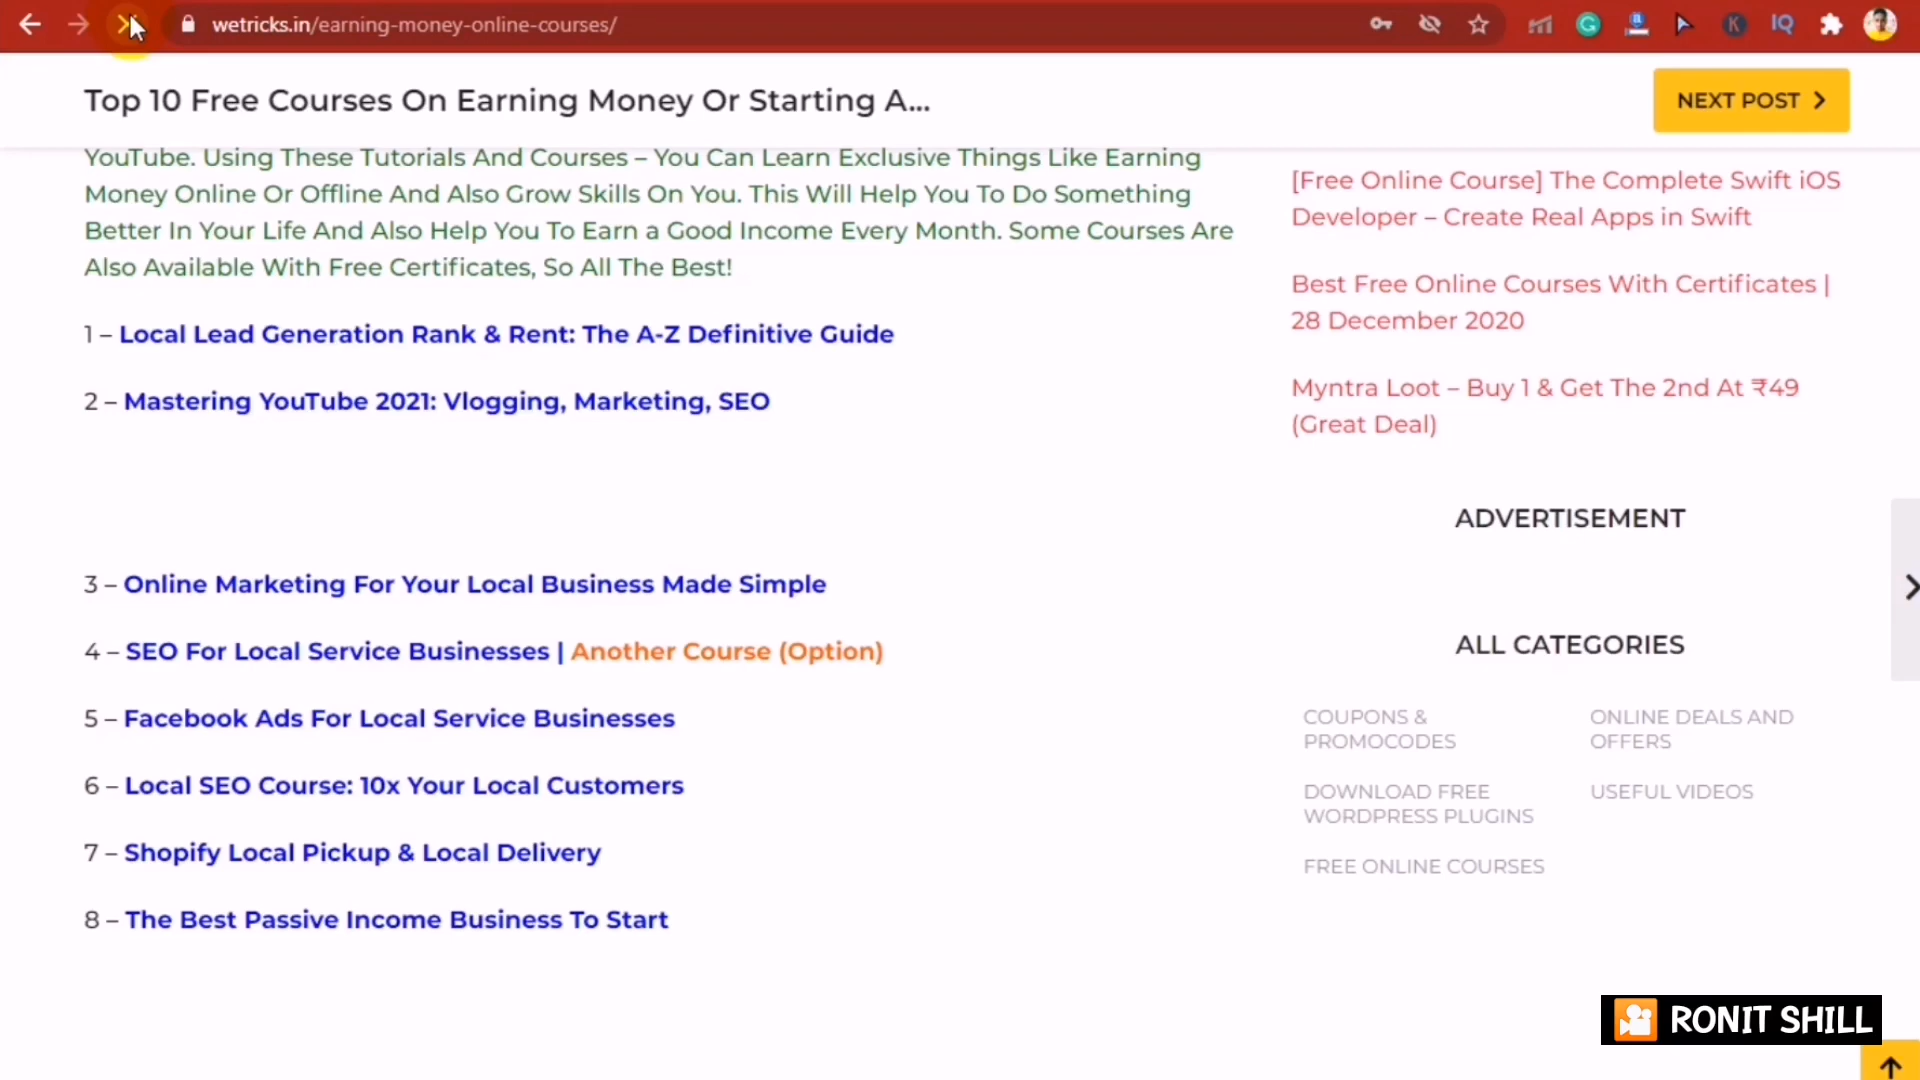 wetricks.in/earning-money-online-courses/
IQ
Top 10 Free Courses On Earning Money Or Starting A...
NEXT POST
YouTube. Using These Tutorials And Courses – You Can Learn Exclusive Things Like Earning
Money Online Or Offline And Also Grow Skills On You. This Will Help You To Do Something
Better In Your Life And Also Help You To Earn a Good Income Every Month. Some Courses Are
Also Available With Free Certificates, So All The Best!
1 – Local Lead Generation Rank & Rent: The A-Z Definitive Guide
2 – Mastering YouTube 2021: Vlogging, Marketing, SEO
3 – Online Marketing For Your Local Business Made Simple
4 – SEO For Local Service Businesses | Another Course (Option)
5 – Facebook Ads For Local Service Businesses
6 – Local SEO Course: 10x Your Local Customers
7 – Shopify Local Pickup & Local Delivery
8 – The Best Passive Income Business To Start
[Free Online Course] The Complete Swift iOS
Developer – Create Real Apps in Swift
Best Free Online Courses With Certificates |
28 December 2020
Myntra Loot – Buy 1 & Get The 2nd At ₹49
(Great Deal)
ADVERTISEMENT
ALL CATEGORIES
COUPONS &
PROMOCODES
ONLINE DEALS AND
OFFERS
DOWNLOAD FREE
WORDPRESS PLUGINS
USEFUL VIDEOS
FREE ONLINE COURSES
RONIT SHILL